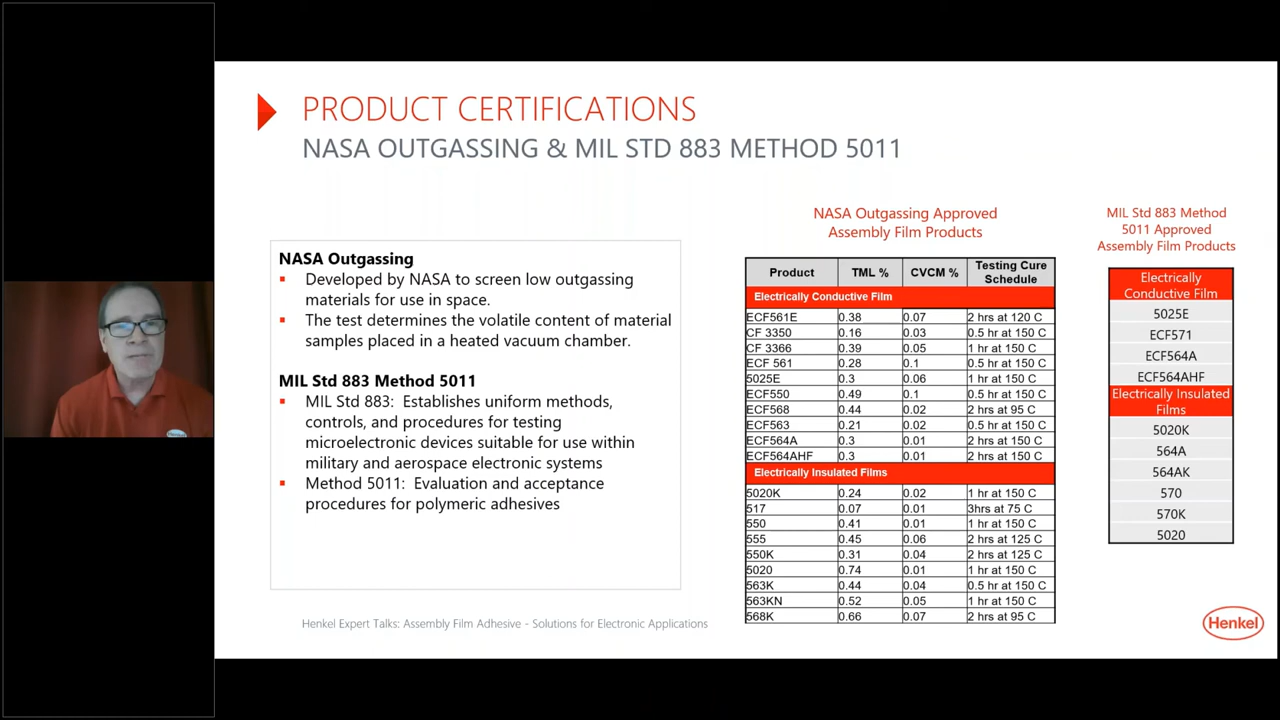 PRODUCT CERTIFICATIONS
NASA OUTGASSING & MIL STD 883 METHOD 5011
NASA Outgassing
▪ Developed by NASA to screen low outgassing
materials for use in space.
▪ The test determines the volatile content of material
samples placed in a heated vacuum chamber.
MIL Std 883 Method 5011
▪ MIL Std 883: Establishes uniform methods,
controls, and procedures for testing
microelectronic devices suitable for use within
military and aerospace electronic systems
▪ Method 5011: Evaluation and acceptance
procedures for polymeric adhesives
NASA Outgassing Approved
Assembly Film Products
Product TML % CVCM % Testing Cure
Schedule
Electrically Conductive Film
ECF561E 0.38 0.07 2 hrs at 120 C
CF 3350 0.16 0.03 0.5 hr at 150 C
CF 3366 0.39 0.05 1 hr at 150 C
ECF 561 0.28 0.1 0.5 hr at 150 C
5025E 0.3 0.06 1 hr at 150 C
ECF550 0.49 0.1 0.5 hr at 150 C
ECF568 0.44 0.02 2 hrs at 95 C
ECF563 0.21 0.02 0.5 hr at 150 C
ECF564A 0.3 0.01 2 hrs at 150 C
ECF564AHF 0.3 0.01 2 hrs at 150 C
Electrically Insulated Films
5020K 0.24 0.02 1 hr at 150 C
517 0.07 0.01 3hrs at 75 C
550 0.41 0.01 1 hr at 150 C
555 0.45 0.06 2 hrs at 125 C
550K 0.31 0.04 2 hrs at 125 C
5020 0.74 0.01 1 hr at 150 C
563K 0.44 0.04 0.5 hr at 150 C
563KN 0.52 0.05 1 hr at 150 C
568K 0.66 0.07 2 hrs at 95 C
MIL Std 883 Method
5011 Approved
Assembly Film Products
Electrically
Conductive Film
5025E
ECF571
ECF564A
ECF564AHF
Electrically Insulated
Films
5020K
564A
564AK
570
570K
5020
Henkel Expert Talks: Assembly Film Adhesive - Solutions for Electronic Applications
Henkel
Henkel